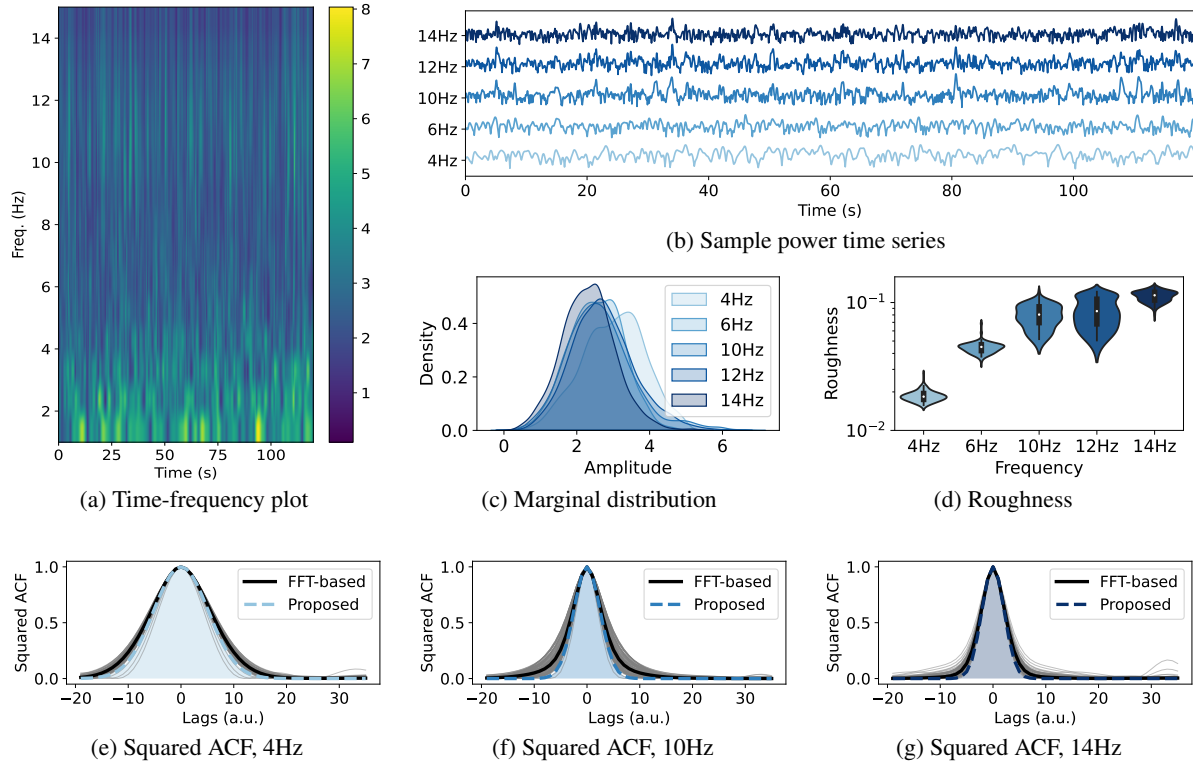 14
12
10
8
6
4
2
Freq. (Hz)
0 25 50 75 100
Time (s)
8
7
6
5
4
3
2
1
(a) Time-frequency plot
14Hz
12Hz
10Hz
6Hz
4Hz
0 20 40 60 80 100
Time (s)
(b) Sample power time series
0.4
0.2
0.0
Density
4Hz
6Hz
10Hz
12Hz
14Hz
0 2 4 6
Amplitude
(c) Marginal distribution
10⁻¹
10⁻²
Roughness
4Hz 6Hz 10Hz 12Hz 14Hz
Frequency
(d) Roughness
1.0
0.5
0.0
Squared ACF
FFT-based
Proposed
−20 −10 0 10 20 30
Lags (a.u.)
(e) Squared ACF, 4Hz
1.0
0.5
0.0
Squared ACF
FFT-based
Proposed
−20 −10 0 10 20 30
Lags (a.u.)
(f) Squared ACF, 10Hz
1.0
0.5
0.0
Squared ACF
FFT-based
Proposed
−20 −10 0 10 20 30
Lags (a.u.)
(g) Squared ACF, 14Hz